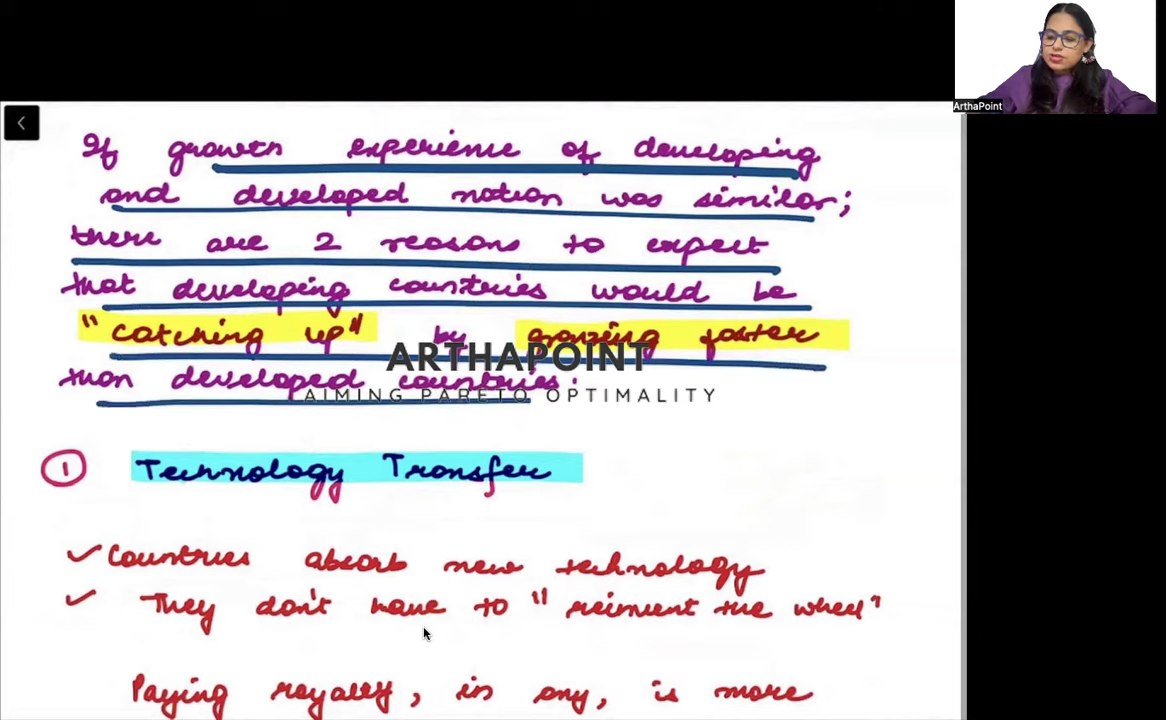 ArthaPoint
If growth experience of developing
and developed nation was similar;
there are 2 reasons to expect
that developing countries would be
"catching up" by growing faster
than developed countries.
ARTHAPOINT
AIMING PARETO OPTIMALITY
1 Technology Transfer
✓ Countries absorb new technology
✓ They don't have to "reinvent the wheel"
Paying royalty, in any, is more